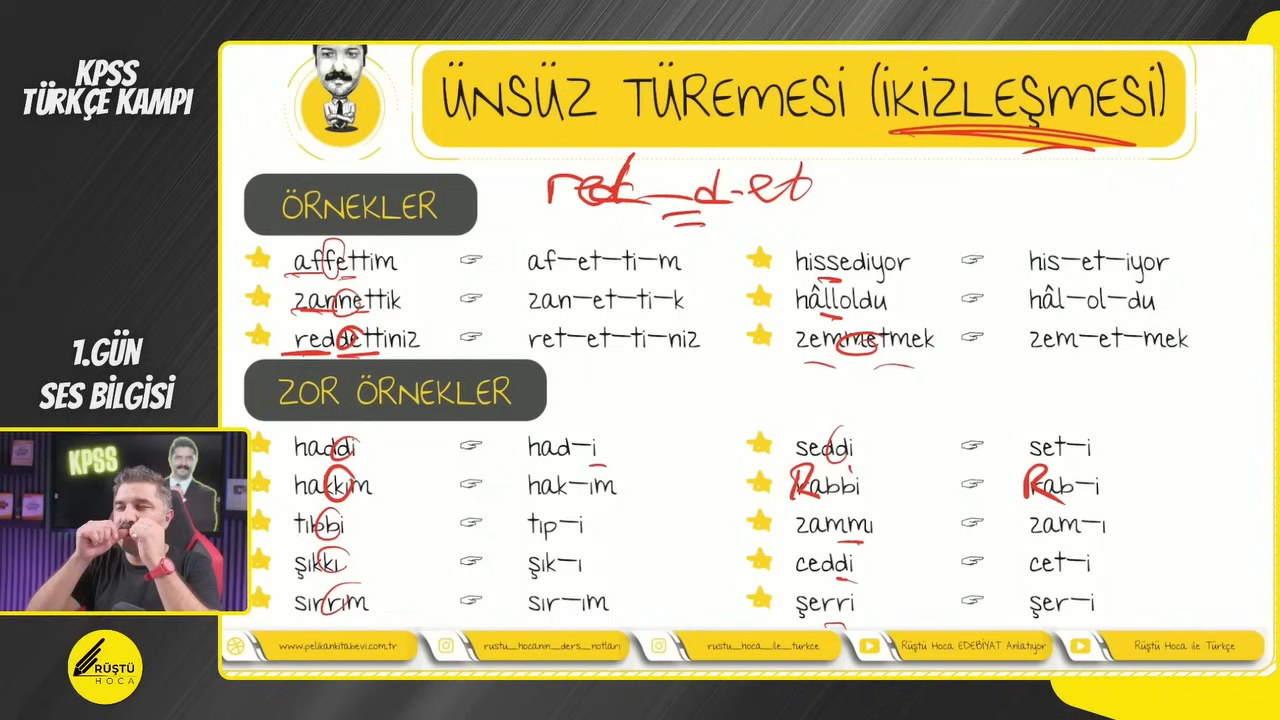 KPSS
TÜRKÇE KAMPI
ÜNSÜZ TÜREMESİ (İKİZLEŞMESİ)
red d-et
ÖRNEKLER
affettim ☞ af-et-ti-m
zannettik ☞ zan-et-ti-k
reddettiniz ☞ ret-et-ti-niz
hissediyor ☞ his-et-iyor
hâlloldu ☞ hâl-ol-du
zemmetmek ☞ zem-et-mek
1.GÜN
SES BİLGİSİ
ZOR ÖRNEKLER
haddi ☞ had-i
hakkım ☞ hak-ım
tıbbi ☞ tıp-i
şıkkı ☞ şık-ı
sırrım ☞ sır-ım
seddi ☞ set-i
Rabbi ☞ Rab-i
zammı ☞ zam-ı
ceddi ☞ cet-i
şerri ☞ şer-i
KPSS
RÜŞTÜ
HOCA
www.pelikankitabevi.com.tr
rustu_hocanın_ders_notları
rustu_hoca_ile_turkce
Rüştü Hoca EDEBİYAT Anlatıyor
Rüştü Hoca ile Türkçe